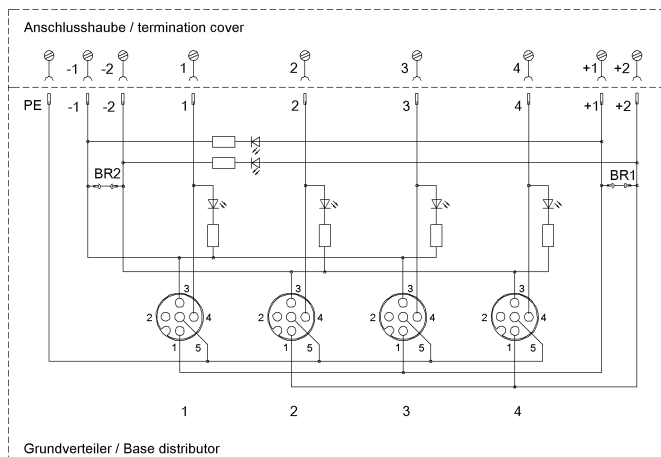 Anschlusshaube / termination cover
-1 -2 1 2 3 4 +1 +2
PE -1 -2 1 2 3 4 +1 +2
BR2 BR1
3 3 3 3
2 4 2 4 2 4 2 4
1 5 1 5 1 5 1 5
1 2 3 4
Grundverteiler / Base distributor